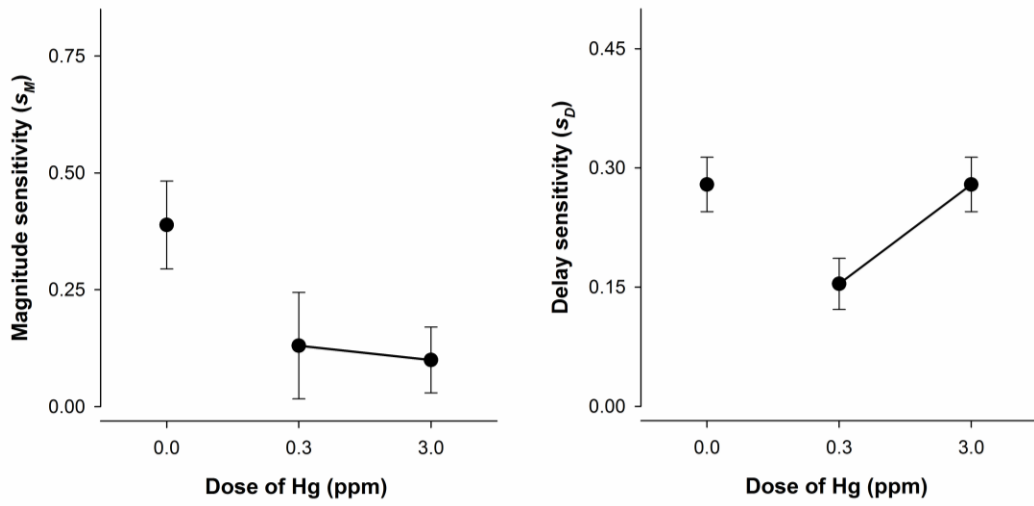 Magnitude sensitivity (sM)
0.75
0.50
0.25
0.00
0.0 0.3 3.0
Dose of Hg (ppm)
Delay sensitivity (sD)
0.45
0.30
0.15
0.00
0.0 0.3 3.0
Dose of Hg (ppm)